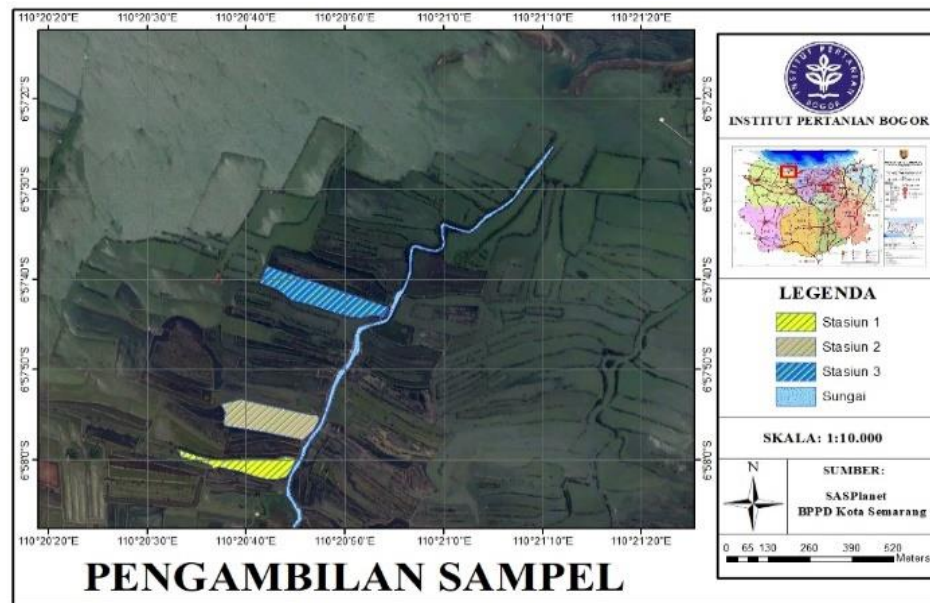 110°20'20"E 110°20'30"E 110°20'40"E 110°20'50"E 110°21'0"E 110°21'10"E 110°21'20"E
6°57'20"S
6°57'30"S
6°57'40"S
6°57'50"S
6°58'0"S
6°57'20"S
6°57'30"S
6°57'40"S
6°57'50"S
6°58'0"S
110°20'20"E 110°20'30"E 110°20'40"E 110°20'50"E 110°21'0"E 110°21'10"E 110°21'20"E
PENGAMBILAN SAMPEL
INSTITUT PERTANIAN
BOGOR
INSTITUT PERTANIAN BOGOR
LEGENDA
Stasiun 1
Stasiun 2
Stasiun 3
Sungai
SKALA: 1:10.000
N
SUMBER:
SASPlanet
BPPD Kota Semarang
0 65 130 260 390 520
Meters